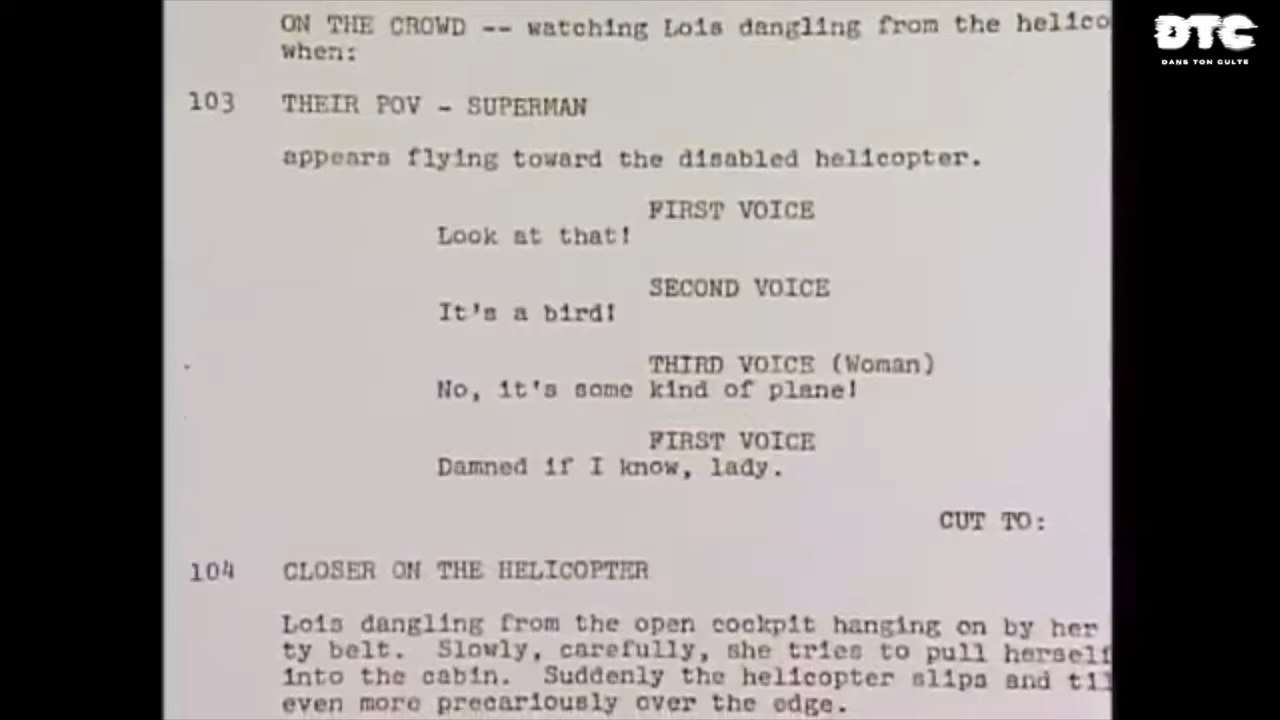 DTC
DANS TON CULTE
ON THE CROWD -- watching Lois dangling from the helico
when:
103 THEIR POV - SUPERMAN
appears flying toward the disabled helicopter.
FIRST VOICE
Look at that!
SECOND VOICE
It's a bird!
THIRD VOICE (Woman)
No, it's some kind of plane!
FIRST VOICE
Damned if I know, lady.
CUT TO:
104 CLOSER ON THE HELICOPTER
Lois dangling from the open cockpit hanging on by her
ty belt. Slowly, carefully, she tries to pull herself
into the cabin. Suddenly the helicopter slips and til
even more precariously over the edge.